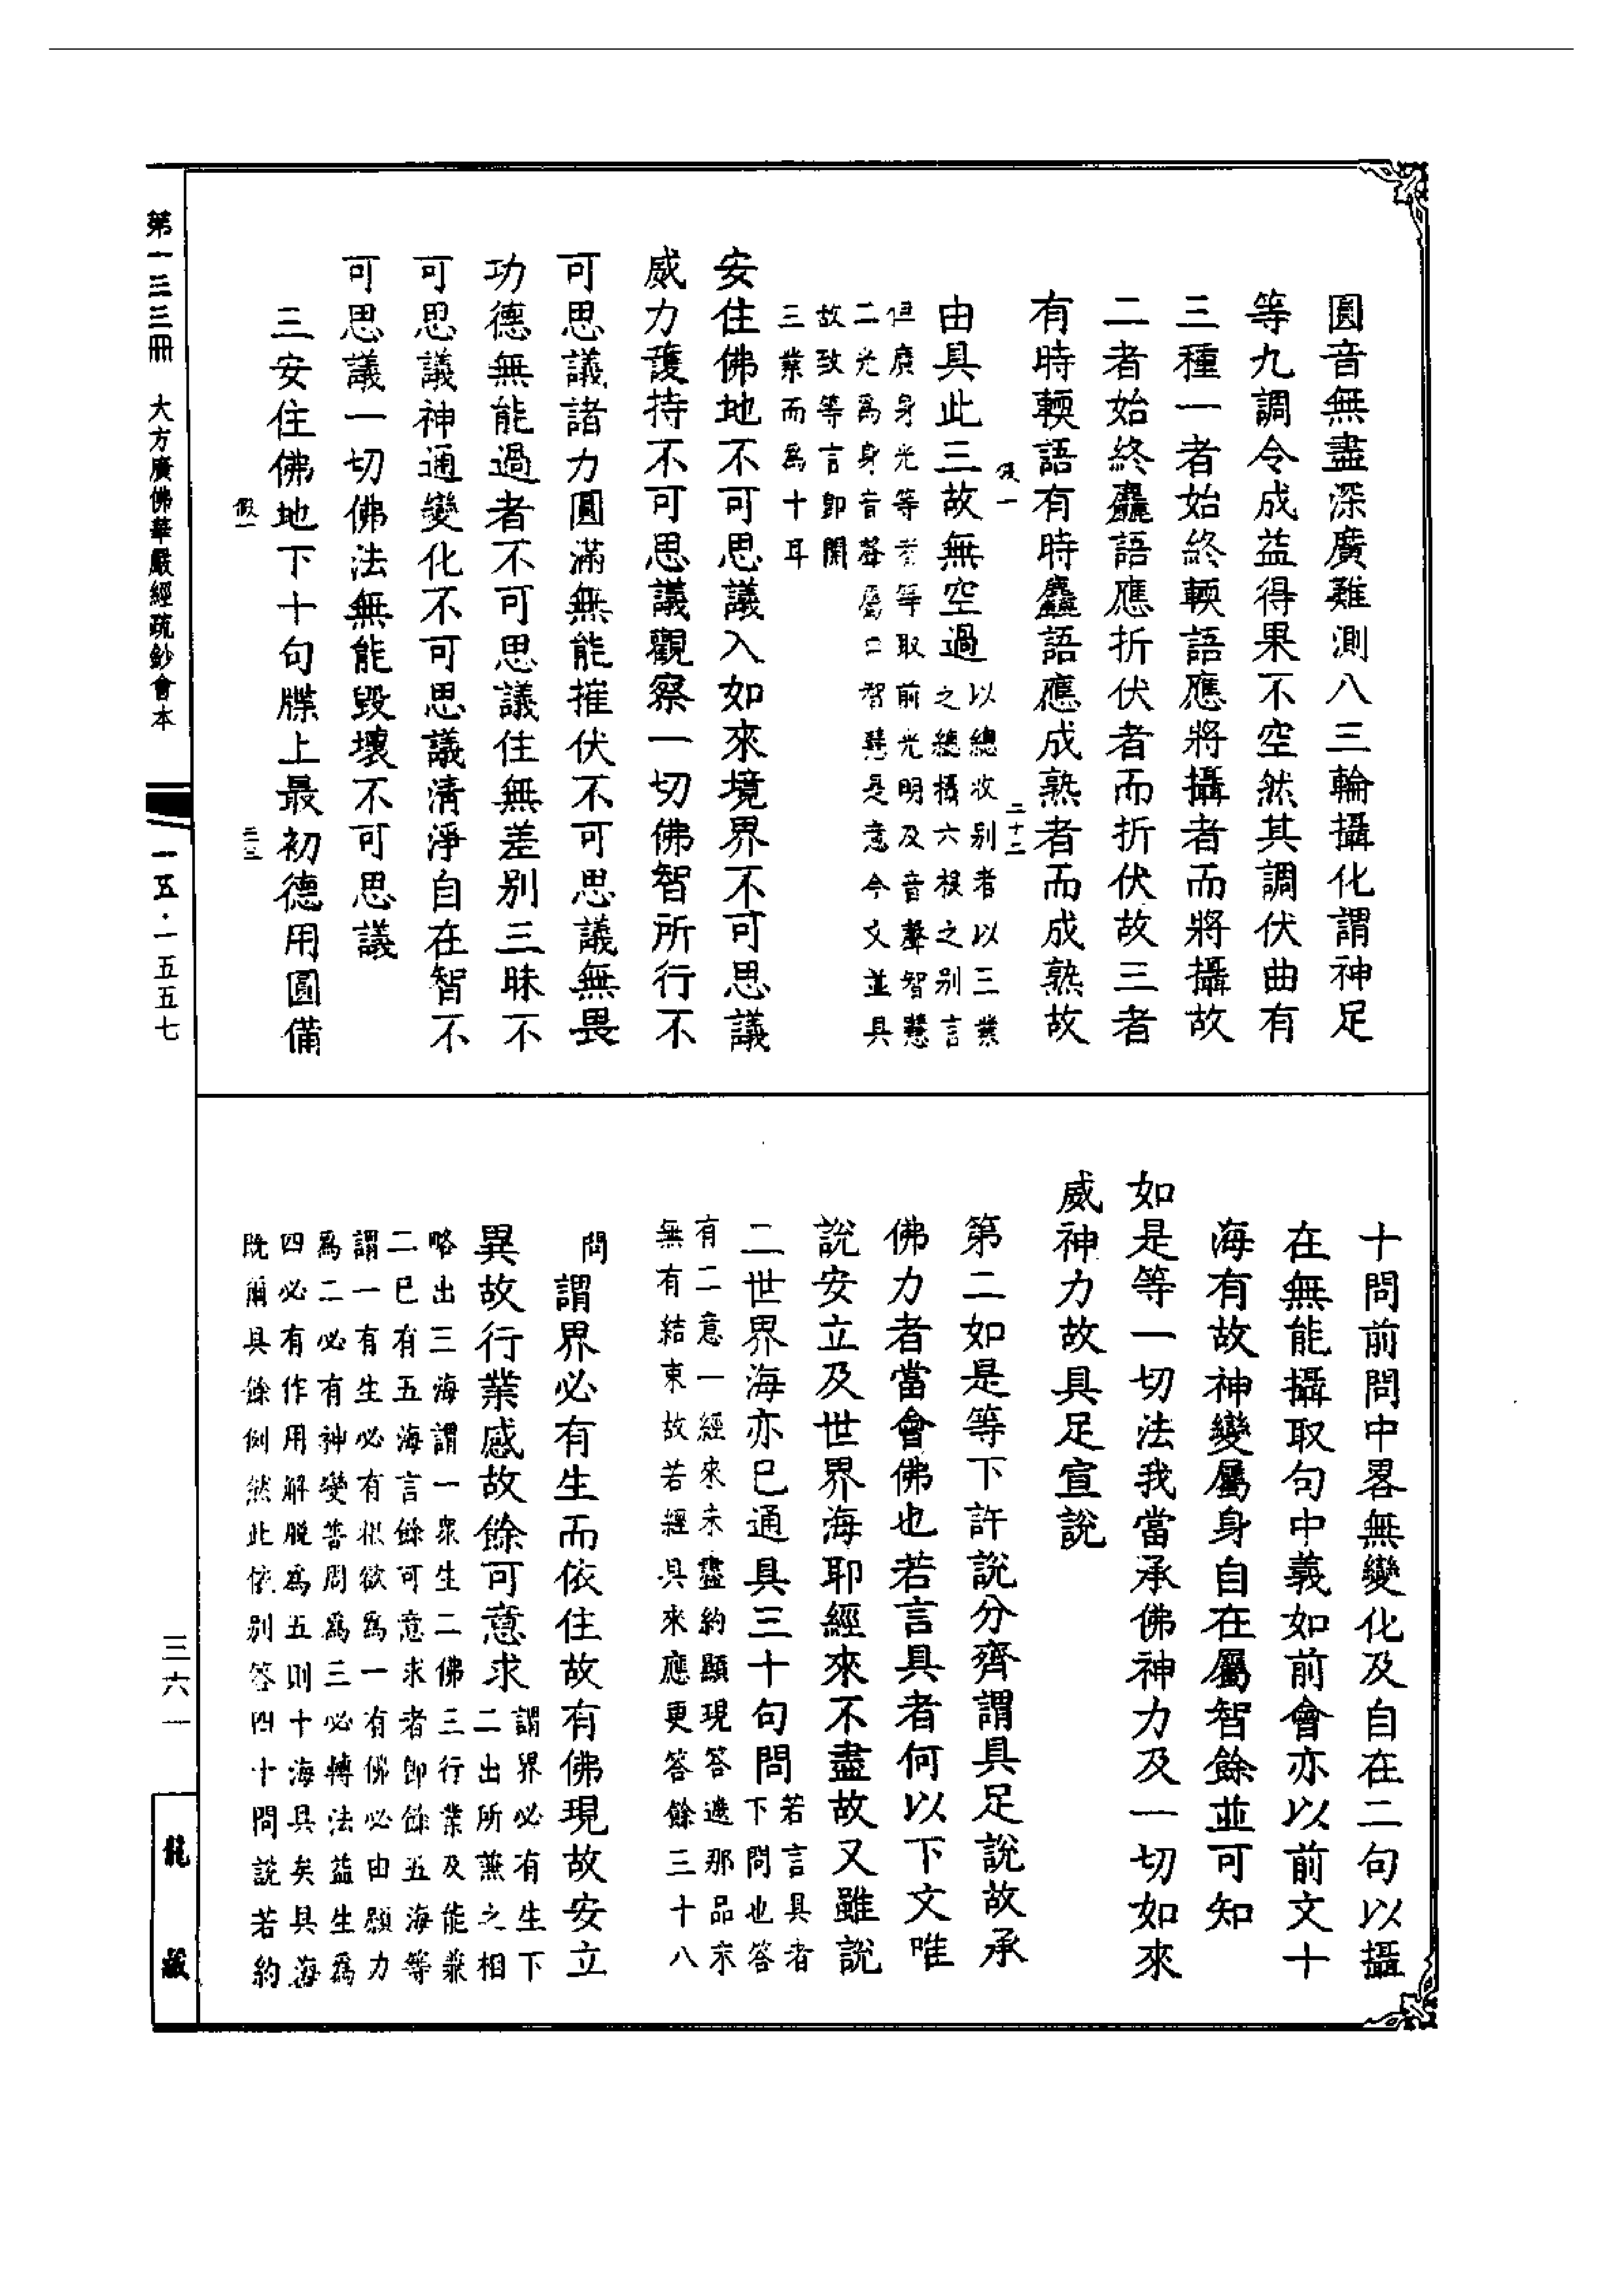 圓音無盡深廣難測八三輪攝化謂神足
等九調令成益得果不空然其調伏曲有
三種一者始終輭語應將攝者而將攝故
二者始終麤語應折伏者而折伏故三者
有時輭語有時麤語應成熟者而成熟故
假一
二十二
由具此三故無空過
以總收别者以三業
之總攝六根之别言
但廣身光等者等取前光明及音聲智慧
二光爲身音聲屬口智慧是意今文並具
故致等言卽開
三業而爲十耳
安住佛地不可思議入如來境界不可思議
威力護持不可思議觀察一切佛智所行不
可思議諸力圓滿無能摧伏不可思議無畏
功德無能過者不可思議住無差别三昧不
可思議神通變化不可思議清淨自在智不
可思議一切佛法無能毀壞不可思議
三安住佛地下十句牒上最初德用圓備
假一
二三
十問前問中畧無變化及自在二句以攝
在無能攝取句中義如前會亦以前文十
海有故神變屬身自在屬智餘並可知
如是等一切法我當承佛神力及一切如來
威神力故具足宣說
第二如是等下許說分齊謂具足說故承
佛力者當會佛也若言具者何以下文唯
說安立及世界海耶經來不盡故又雖說
二世界海亦已通具三十句問
若言具者
下問也答
有二意一經來未盡約顯現答遮那品末
無有結束故若經具來應更答餘三十八
問
謂界必有生而依住故有佛現故安立
異故行業感故餘可意求
謂界必有生下
二出所兼之相
略出三海謂一衆生二佛三行業及能兼
二已有五海言餘可意求者卽餘五海等
謂一有生必有根欲爲一有佛必由願力
爲二必有神變普周爲三必轉法益生爲
四必有作用解脫爲五則十海具矣具海
旣爾具餘例然此依别答四十問說若約
第一三三冊　大方廣佛華嚴經疏鈔會本
一五·一五五七
三六一
龍藏